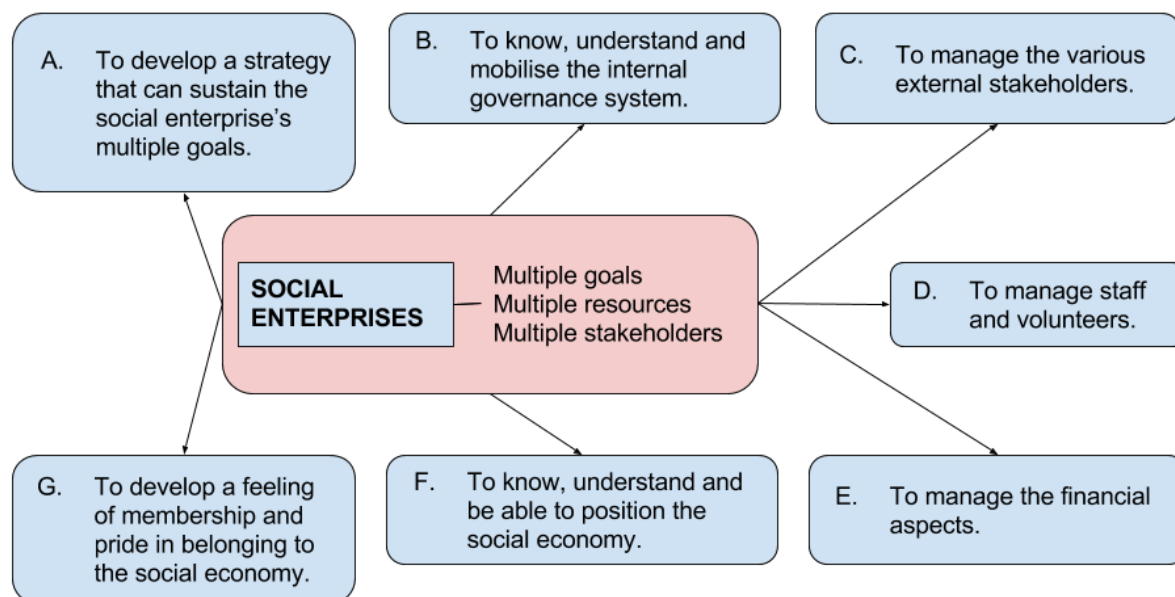 A. To develop a strategy
that can sustain the
social enterprise’s
multiple goals.
B. To know, understand and
mobilise the internal
governance system.
C. To manage the various
external stakeholders.
SOCIAL
ENTERPRISES
Multiple goals
Multiple resources
Multiple stakeholders
D. To manage staff
and volunteers.
G. To develop a feeling
of membership and
pride in belonging to
the social economy.
F. To know, understand and
be able to position the
social economy.
E. To manage the financial
aspects.